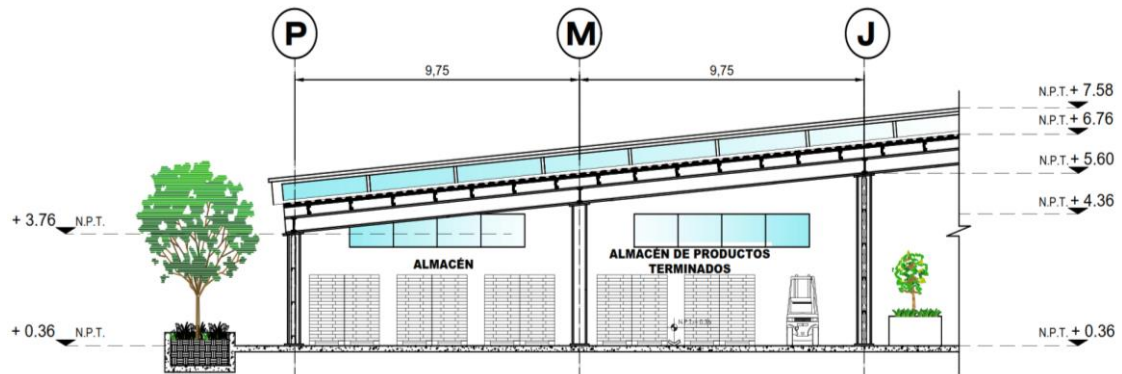 P
M
J
9,75
9,75
N.P.T. + 7.58
N.P.T. + 6.76
N.P.T. + 5.60
N.P.T. + 4.36
+ 3.76 N.P.T.
ALMACÉN
ALMACÉN DE PRODUCTOS
TERMINADOS
+ 0.36 N.P.T.
N.P.T. + 0.36